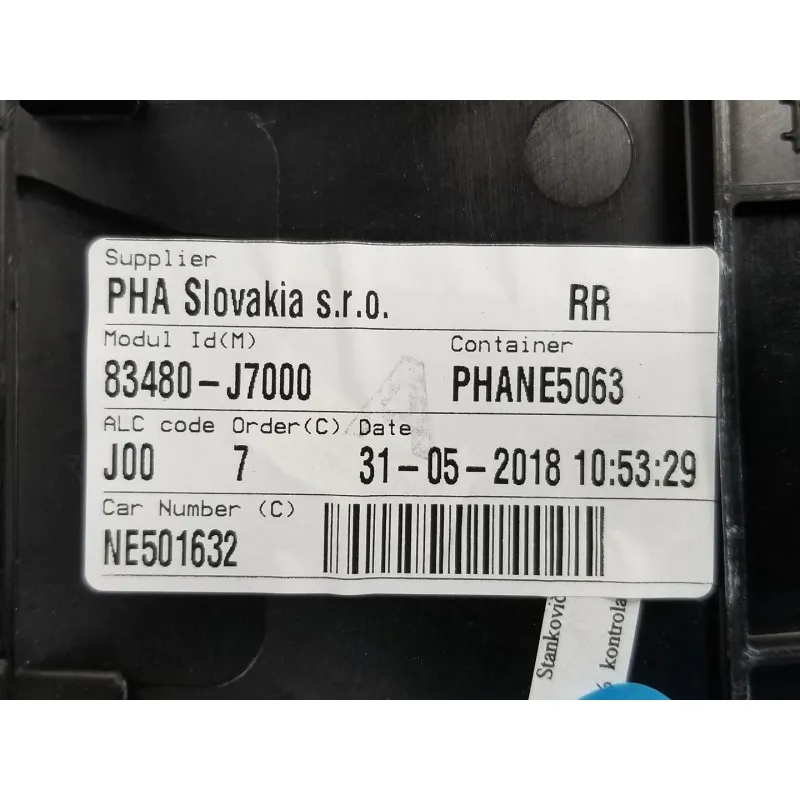 Supplier
PHA Slovakia s.r.o. RR
Modul Id(M) Container
83480-J7000 PHANE5063
ALC code Order(C) Date
J00 7 31-05-2018 10:53:29
Car Number (C)
NE501632
Stankovič
% kontrola